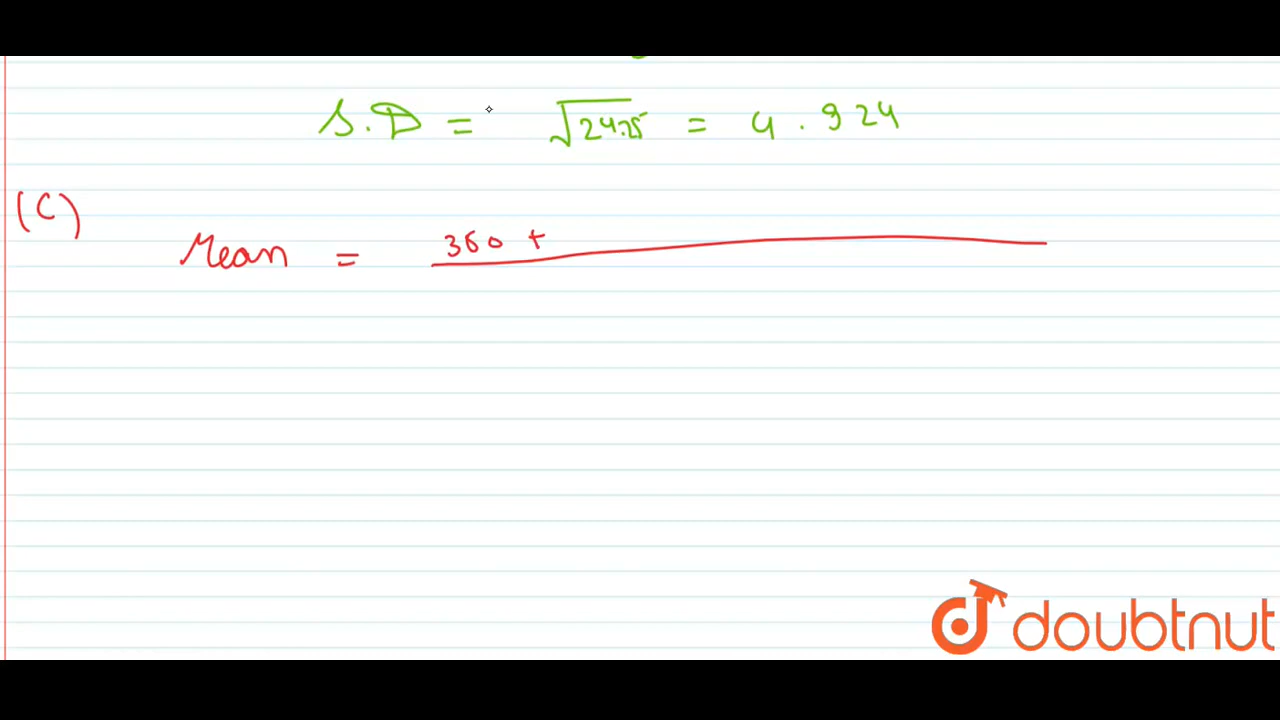 S.D = √24.25 = 4.924
(C)
Mean = 360 +
doubtnut